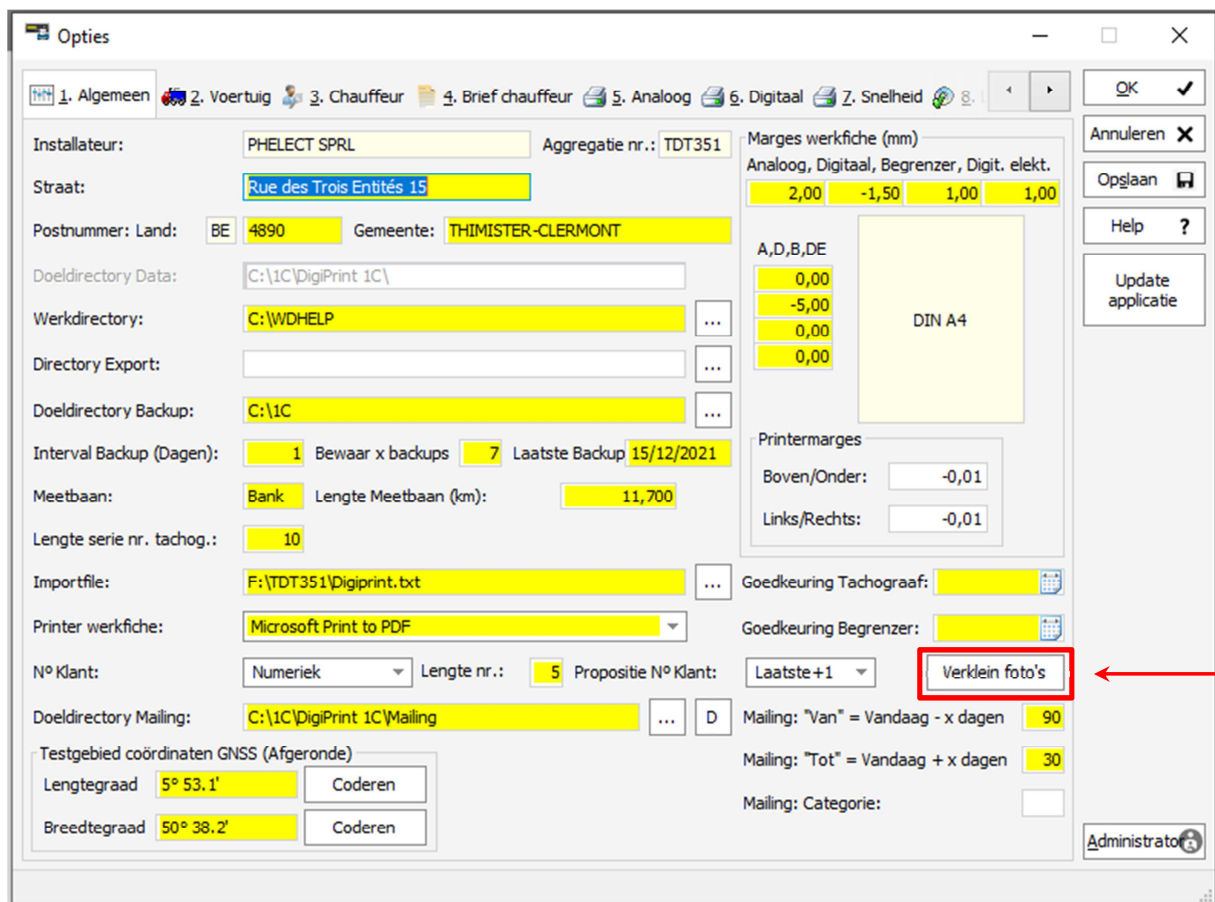 Opties
1. Algemeen 2. Voertuig 3. Chauffeur 4. Brief chauffeur 5. Analoog 6. Digitaal 7. Snelheid 8.
OK
Annuleren
Opslaan
Help ?
Update
applicatie
Administrator
Installateur: PHELECT SPRL Aggregatie nr.: TDT351
Straat: Rue des Trois Entités 15
Postnummer: Land: BE 4890 Gemeente: THIMISTER-CLERMONT
Doeldirectory Data: C:\1C\DigiPrint 1C\
Werkdirectory: C:\WDHELP ...
Directory Export: ...
Doeldirectory Backup: C:\1C ...
Interval Backup (Dagen): 1 Bewaar x backups 7 Laatste Backup 15/12/2021
Meetbaan: Bank Lengte Meetbaan (km): 11,700
Lengte serie nr. tachog.: 10
Importfile: F:\TDT351\Digiprint.txt ...
Printer werkfiche: Microsoft Print to PDF
Nº Klant: Numeriek Lengte nr.: 5 Propositie Nº Klant: Laatste+1
Doeldirectory Mailing: C:\1C\DigiPrint 1C\Mailing ... D
Testgebied coördinaten GNSS (Afgeronde)
Lengtegraad 5° 53.1' Coderen
Breedtegraad 50° 38.2' Coderen
Marges werkfiche (mm)
Analoog, Digitaal, Begrenzer, Digit. elekt.
2,00 -1,50 1,00 1,00
A,D,B,DE
0,00
-5,00
0,00
0,00
DIN A4
Printermarges
Boven/Onder: -0,01
Links/Rechts: -0,01
Goedkeuring Tachograaf:
Goedkeuring Begrenzer:
Verklein foto's
Mailing: "Van" = Vandaag - x dagen 90
Mailing: "Tot" = Vandaag + x dagen 30
Mailing: Categorie: